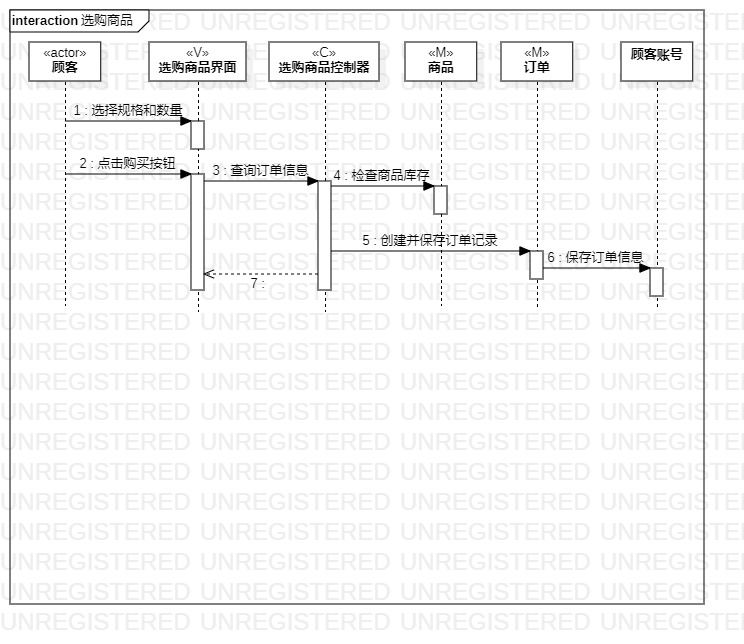 interaction 选购商品
«actor»
顾客
«V»
选购商品界面
«C»
选购商品控制器
«M»
商品
«M»
订单
顾客账号
1 : 选择规格和数量
2 : 点击购买按钮
3 : 查询订单信息
4 : 检查商品库存
5 : 创建并保存订单记录
6 : 保存订单信息
7 :
UNREGISTERED UNREGISTERED UNREGISTERED UNREGISTERED